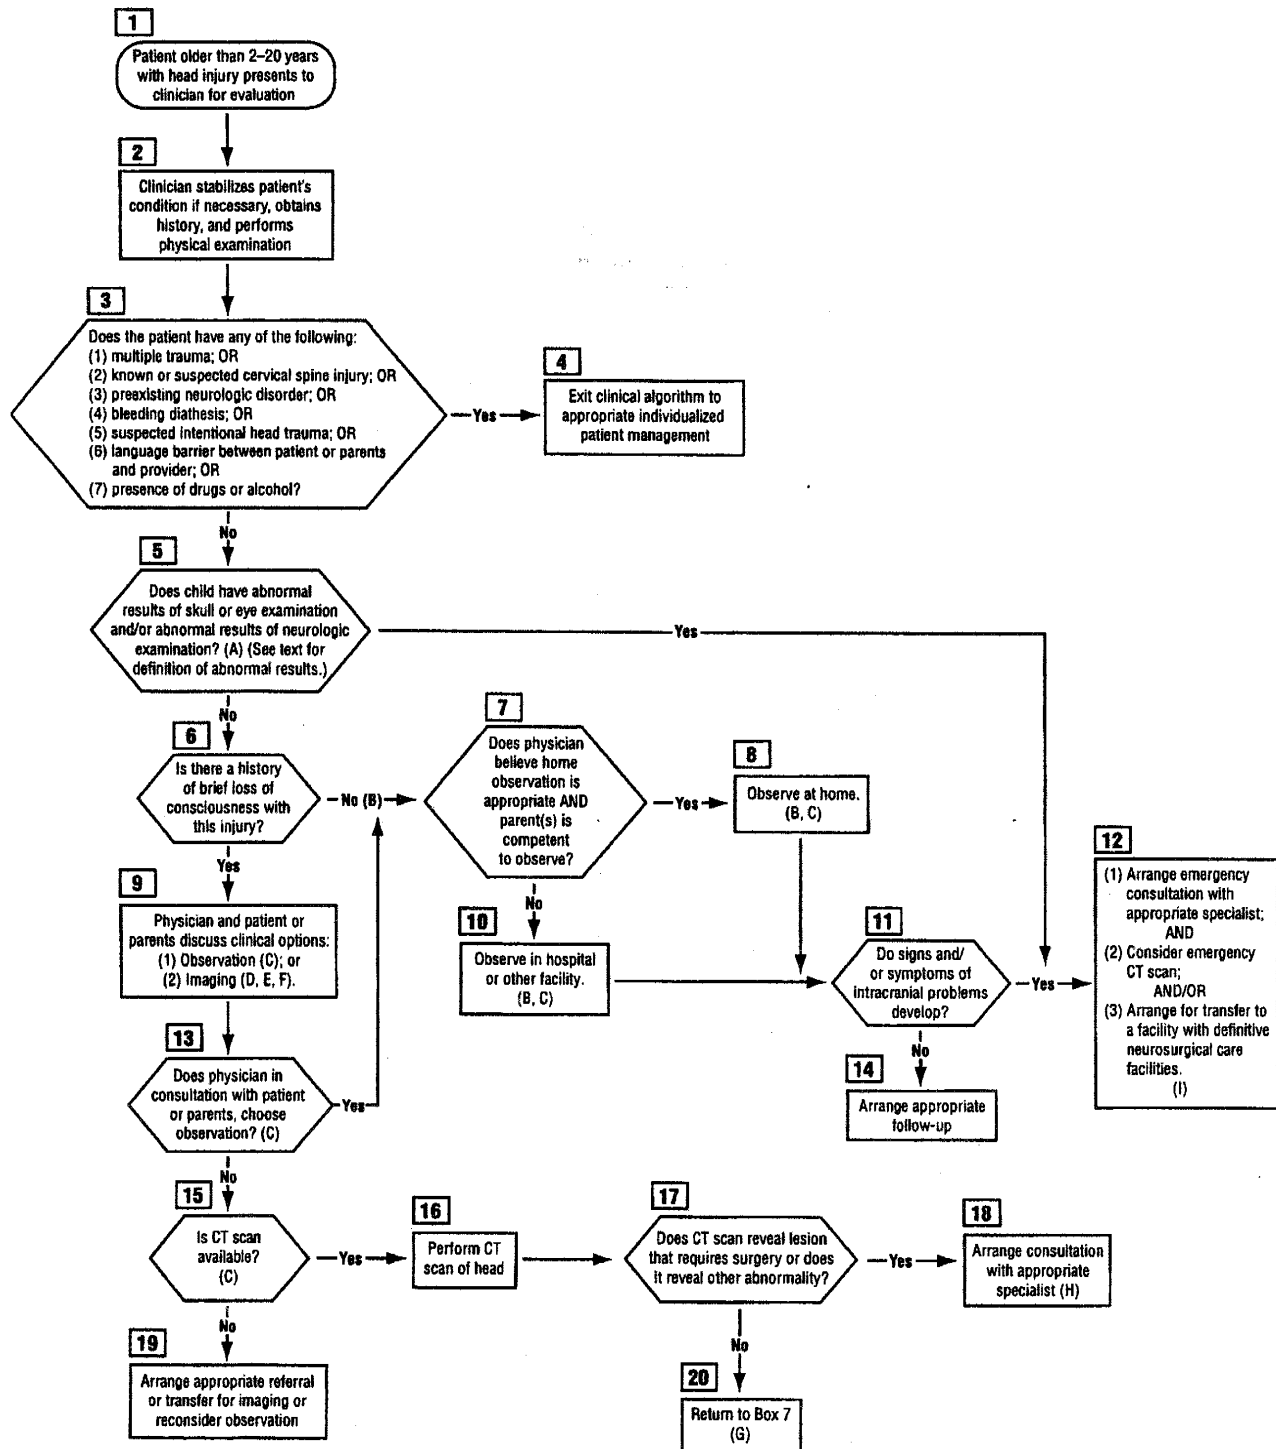 1
Patient older than 2–20 years
with head injury presents to
clinician for evaluation
2
Clinician stabilizes patient's
condition if necessary, obtains
history, and performs
physical examination
3
Does the patient have any of the following:
(1) multiple trauma; OR
(2) known or suspected cervical spine injury; OR
(3) preexisting neurologic disorder; OR
(4) bleeding diathesis; OR
(5) suspected intentional head trauma; OR
(6) language barrier between patient or parents
and provider; OR
(7) presence of drugs or alcohol?
Yes
4
Exit clinical algorithm to
appropriate individualized
patient management
No
5
Does child have abnormal
results of skull or eye examination
and/or abnormal results of neurologic
examination? (A) (See text for
definition of abnormal results.)
Yes
No
6
Is there a history
of brief loss of
consciousness with
this injury?
No (B)
7
Does physician
believe home
observation is
appropriate AND
parent(s) is
competent
to observe?
Yes
8
Observe at home.
(B, C)
Yes
9
Physician and patient or
parents discuss clinical options:
(1) Observation (C); or
(2) Imaging (D, E, F).
No
10
Observe in hospital
or other facility.
(B, C)
11
Do signs and/
or symptoms of
intracranial problems
develop?
Yes
12
(1) Arrange emergency
consultation with
appropriate specialist;
AND
(2) Consider emergency
CT scan;
AND/OR
(3) Arrange for transfer to
a facility with definitive
neurosurgical care
facilities.
(I)
13
Does physician in
consultation with patient
or parents, choose
observation? (C)
Yes
No
14
Arrange appropriate
follow-up
No
15
Is CT scan
available?
(C)
Yes
16
Perform CT
scan of head
17
Does CT scan reveal lesion
that requires surgery or does
it reveal other abnormality?
Yes
18
Arrange consultation
with appropriate
specialist (H)
No
19
Arrange appropriate referral
or transfer for imaging or
reconsider observation
No
20
Return to Box 7
(G)